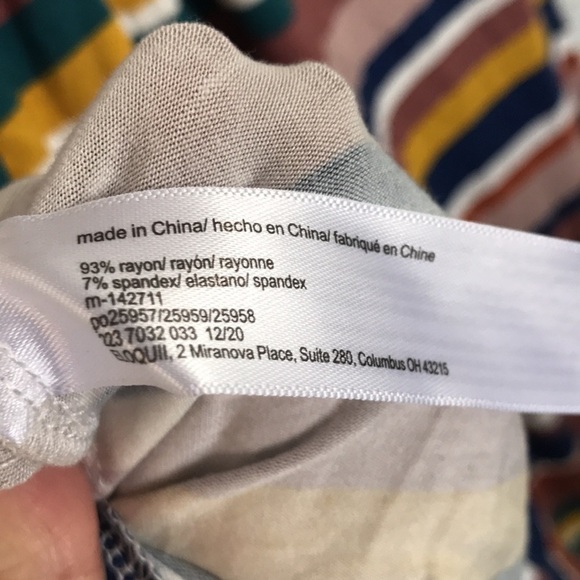 made in China/ hecho en China/ fabriqué en Chine
93% rayon/ rayón/ rayonne
7% spandex/ elastano/ spandex
m-142711
po25957/25959/25958
7032 033 12/20
2 Miranova Place, Suite 280, Columbus OH 43215